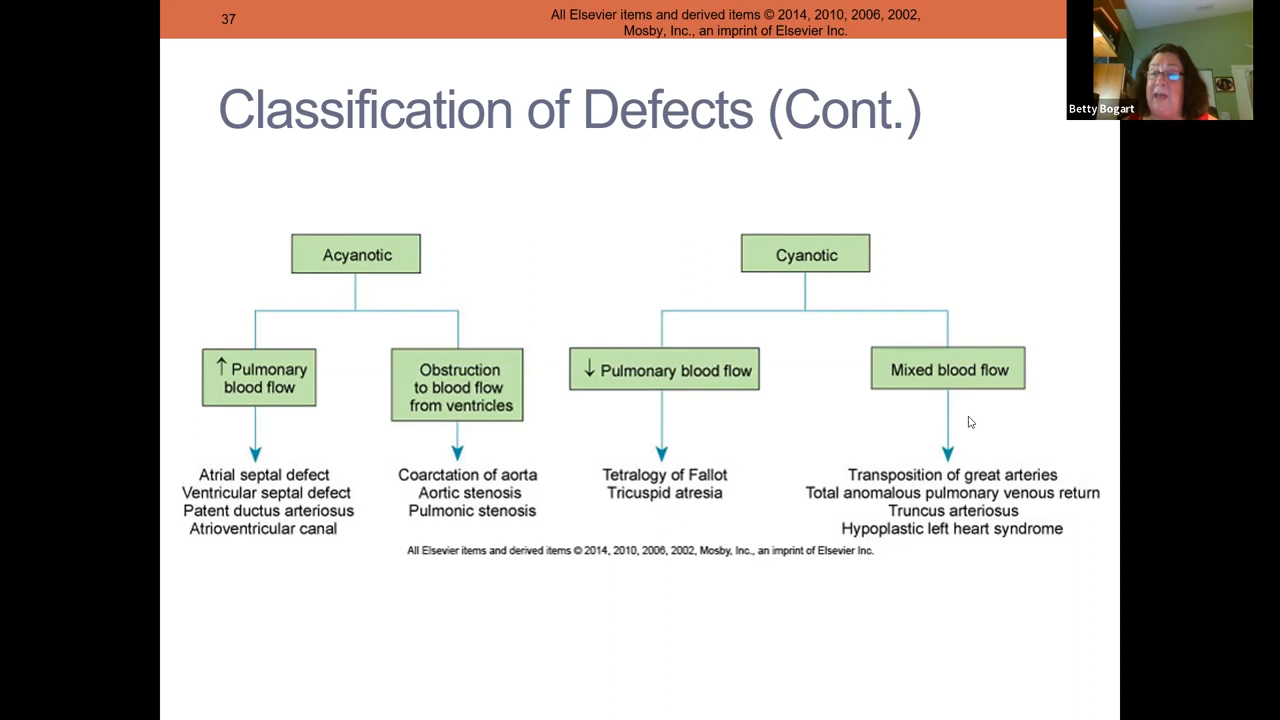 37
All Elsevier items and derived items © 2014, 2010, 2006, 2002,
Mosby, Inc., an imprint of Elsevier Inc.
Betty Bogart
Classification of Defects (Cont.)
Acyanotic
Cyanotic
↑ Pulmonary
blood flow
Obstruction
to blood flow
from ventricles
↓ Pulmonary blood flow
Mixed blood flow
Atrial septal defect
Ventricular septal defect
Patent ductus arteriosus
Atrioventricular canal
Coarctation of aorta
Aortic stenosis
Pulmonic stenosis
Tetralogy of Fallot
Tricuspid atresia
Transposition of great arteries
Total anomalous pulmonary venous return
Truncus arteriosus
Hypoplastic left heart syndrome
All Elsevier items and derived items © 2014, 2010, 2006, 2002, Mosby, Inc., an imprint of Elsevier Inc.